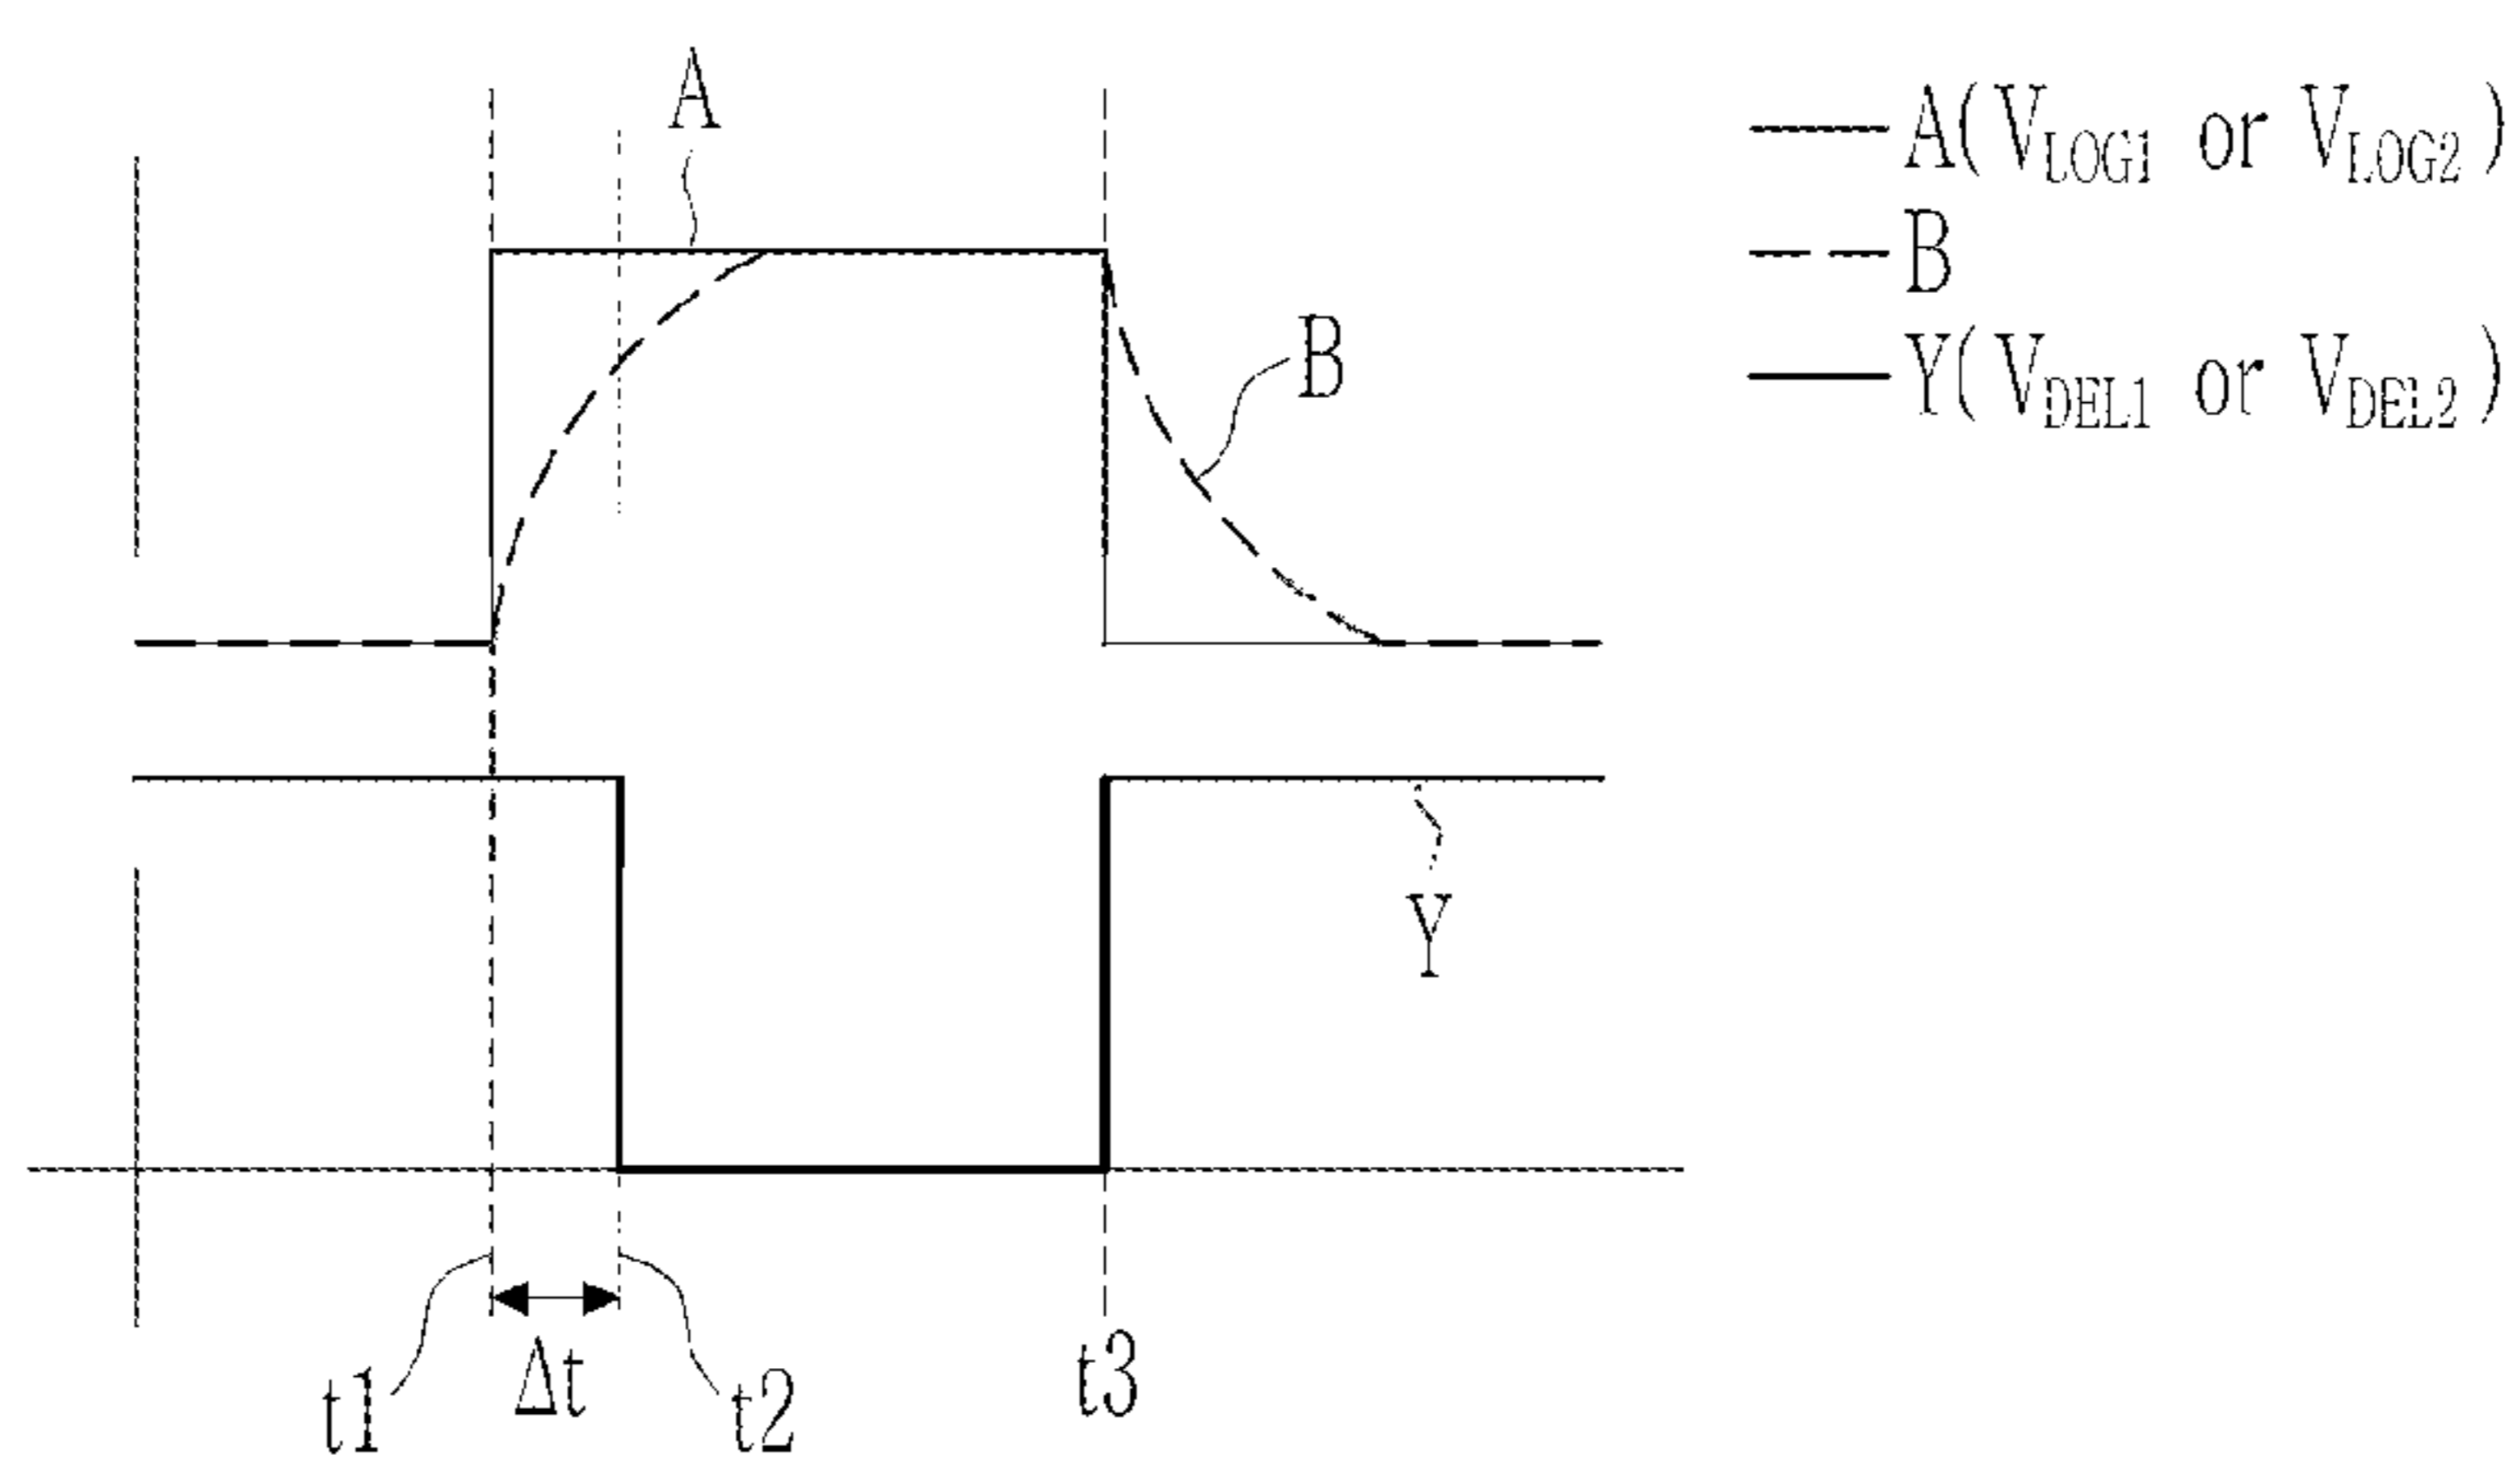 A
A(VLOG1 or VLOG2)
B
Y(VDEL1 or VDEL2)
B
Y
t1
Δt
t2
t3